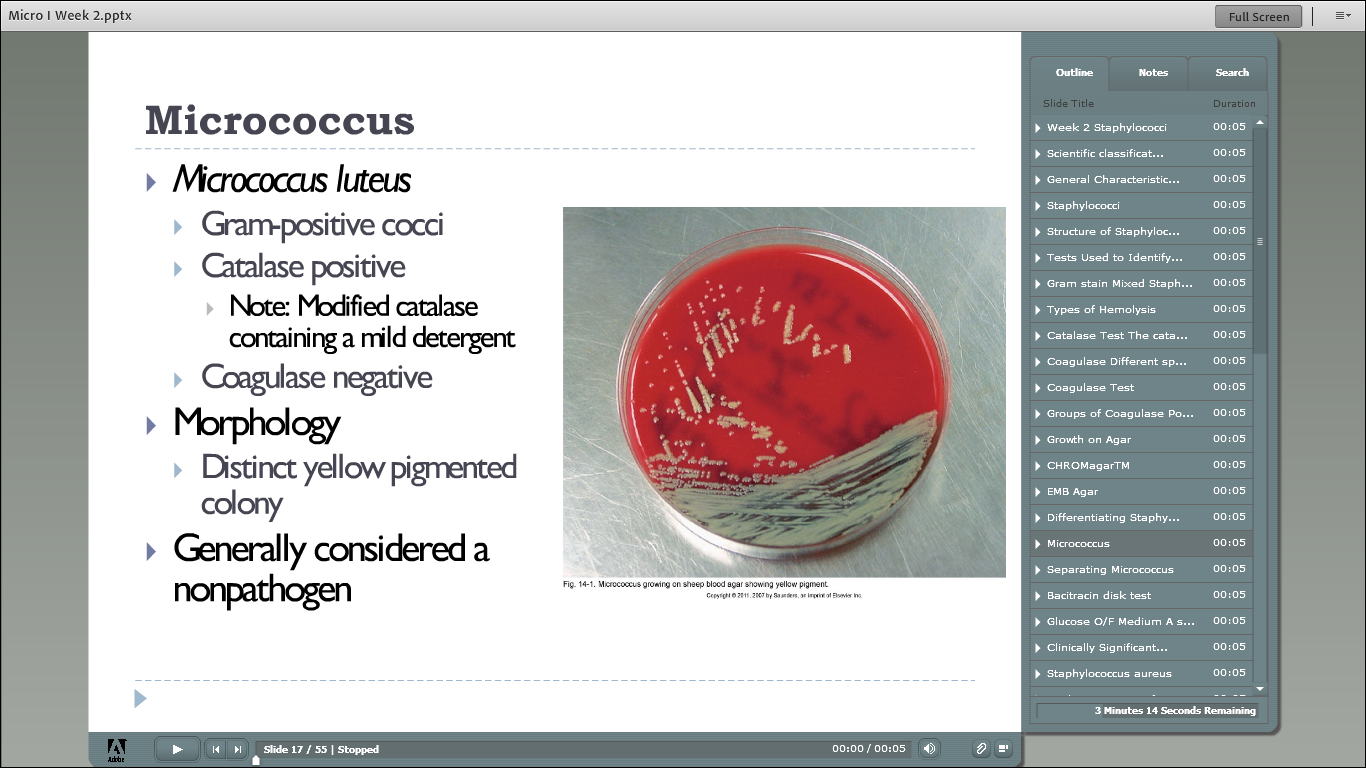 Micro I Week 2.pptx
Full Screen
Micrococcus
Micrococcus luteus
Gram-positive cocci
Catalase positive
Note: Modified catalase
containing a mild detergent
Coagulase negative
Morphology
Distinct yellow pigmented
colony
Generally considered a
nonpathogen
Fig. 14-1. Micrococcus growing on sheep blood agar showing yellow pigment.
Copyright © 2011, 2007 by Saunders, an imprint of Elsevier Inc.
Outline Notes Search
Slide Title Duration
Week 2 Staphylococci 00:05
Scientific classificat... 00:05
General Characteristic... 00:05
Staphylococci 00:05
Structure of Staphyloc... 00:05
Tests Used to Identify... 00:05
Gram stain Mixed Staph... 00:05
Types of Hemolysis 00:05
Catalase Test The cata... 00:05
Coagulase Different sp... 00:05
Coagulase Test 00:05
Groups of Coagulase Po... 00:05
Growth on Agar 00:05
CHROMagarTM 00:05
EMB Agar 00:05
Differentiating Staphy... 00:05
Micrococcus 00:05
Separating Micrococcus 00:05
Bacitracin disk test 00:05
Glucose O/F Medium A s... 00:05
Clinically Significant... 00:05
Staphylococcus aureus 00:05
3 Minutes 14 Seconds Remaining
Adobe
Slide 17 / 55 | Stopped
00:00 / 00:05